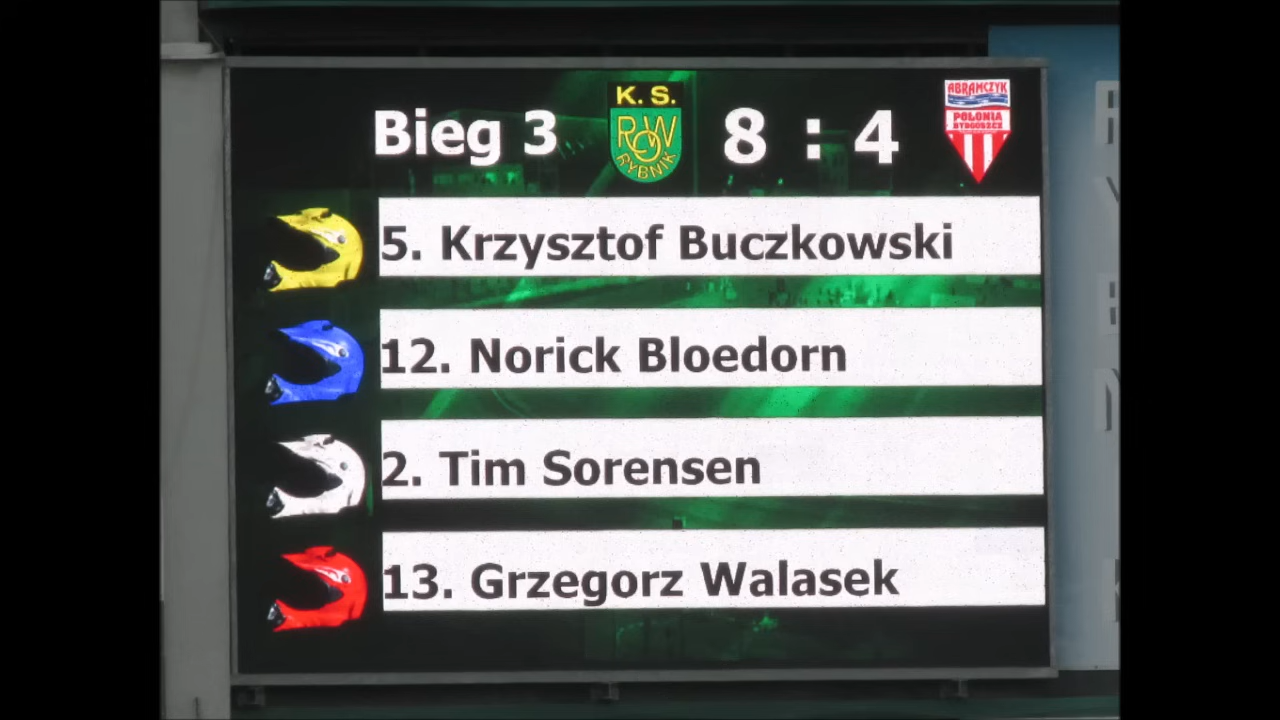 Bieg 3
K. S.
ROW
RYBNIK
8 : 4
ABRAMCZYK
POLONIA
BYDGOSZCZ
5. Krzysztof Buczkowski
12. Norick Bloedorn
2. Tim Sorensen
13. Grzegorz Walasek